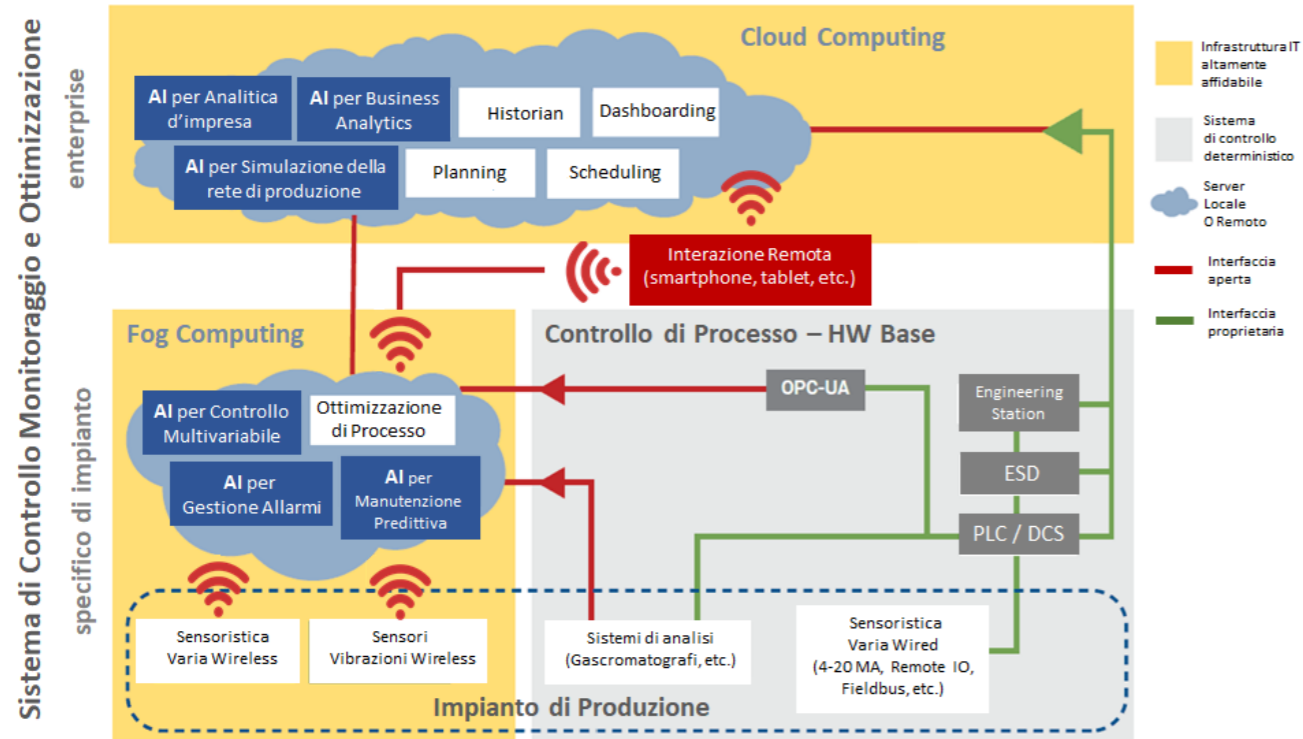 Sistema di Controllo Monitoraggio e Ottimizzazione
enterprise
specifico di impianto
Cloud Computing
AI per Analitica
d'impresa
AI per Business
Analytics
Historian
Dashboarding
AI per Simulazione della
rete di produzione
Planning
Scheduling
Interazione Remota
(smartphone, tablet, etc.)
Fog Computing
AI per Controllo
Multivariabile
Ottimizzazione
di Processo
AI per
Gestione Allarmi
AI per
Manutenzione
Predittiva
Controllo di Processo – HW Base
OPC-UA
Engineering
Station
ESD
PLC / DCS
Sensoristica
Varia Wireless
Sensori
Vibrazioni Wireless
Sistemi di analisi
(Gascromatografi, etc.)
Sensoristica
Varia Wired
(4-20 MA, Remote IO,
Fieldbus, etc.)
Impianto di Produzione
Infrastruttura IT
altamente
affidabile
Sistema
di controllo
deterministico
Server
Locale
O Remoto
Interfaccia
aperta
Interfaccia
proprietaria